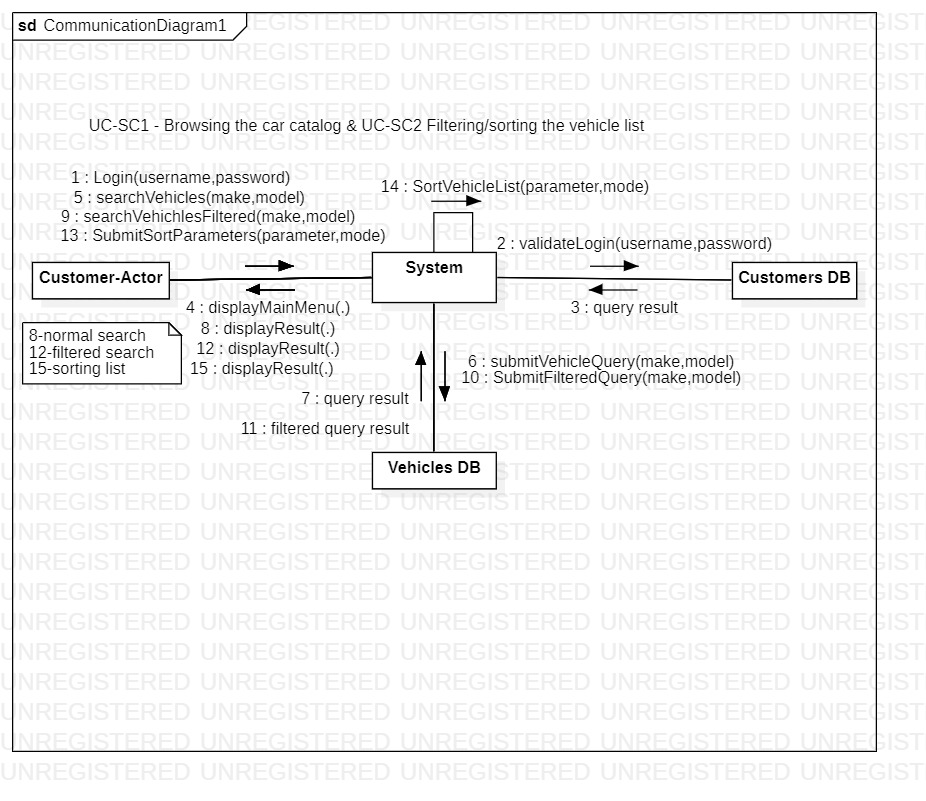 sd CommunicationDiagram1
UC-SC1 - Browsing the car catalog & UC-SC2 Filtering/sorting the vehicle list
1 : Login(username,password)
5 : searchVehicles(make,model)
9 : searchVehichlesFiltered(make,model)
13 : SubmitSortParameters(parameter,mode)
14 : SortVehicleList(parameter,mode)
2 : validateLogin(username,password)
Customer-Actor
System
Customers DB
4 : displayMainMenu(.)
8 : displayResult(.)
12 : displayResult(.)
15 : displayResult(.)
3 : query result
8-normal search
12-filtered search
15-sorting list
6 : submitVehicleQuery(make,model)
10 : SubmitFilteredQuery(make,model)
7 : query result
11 : filtered query result
Vehicles DB
UNREGISTERED